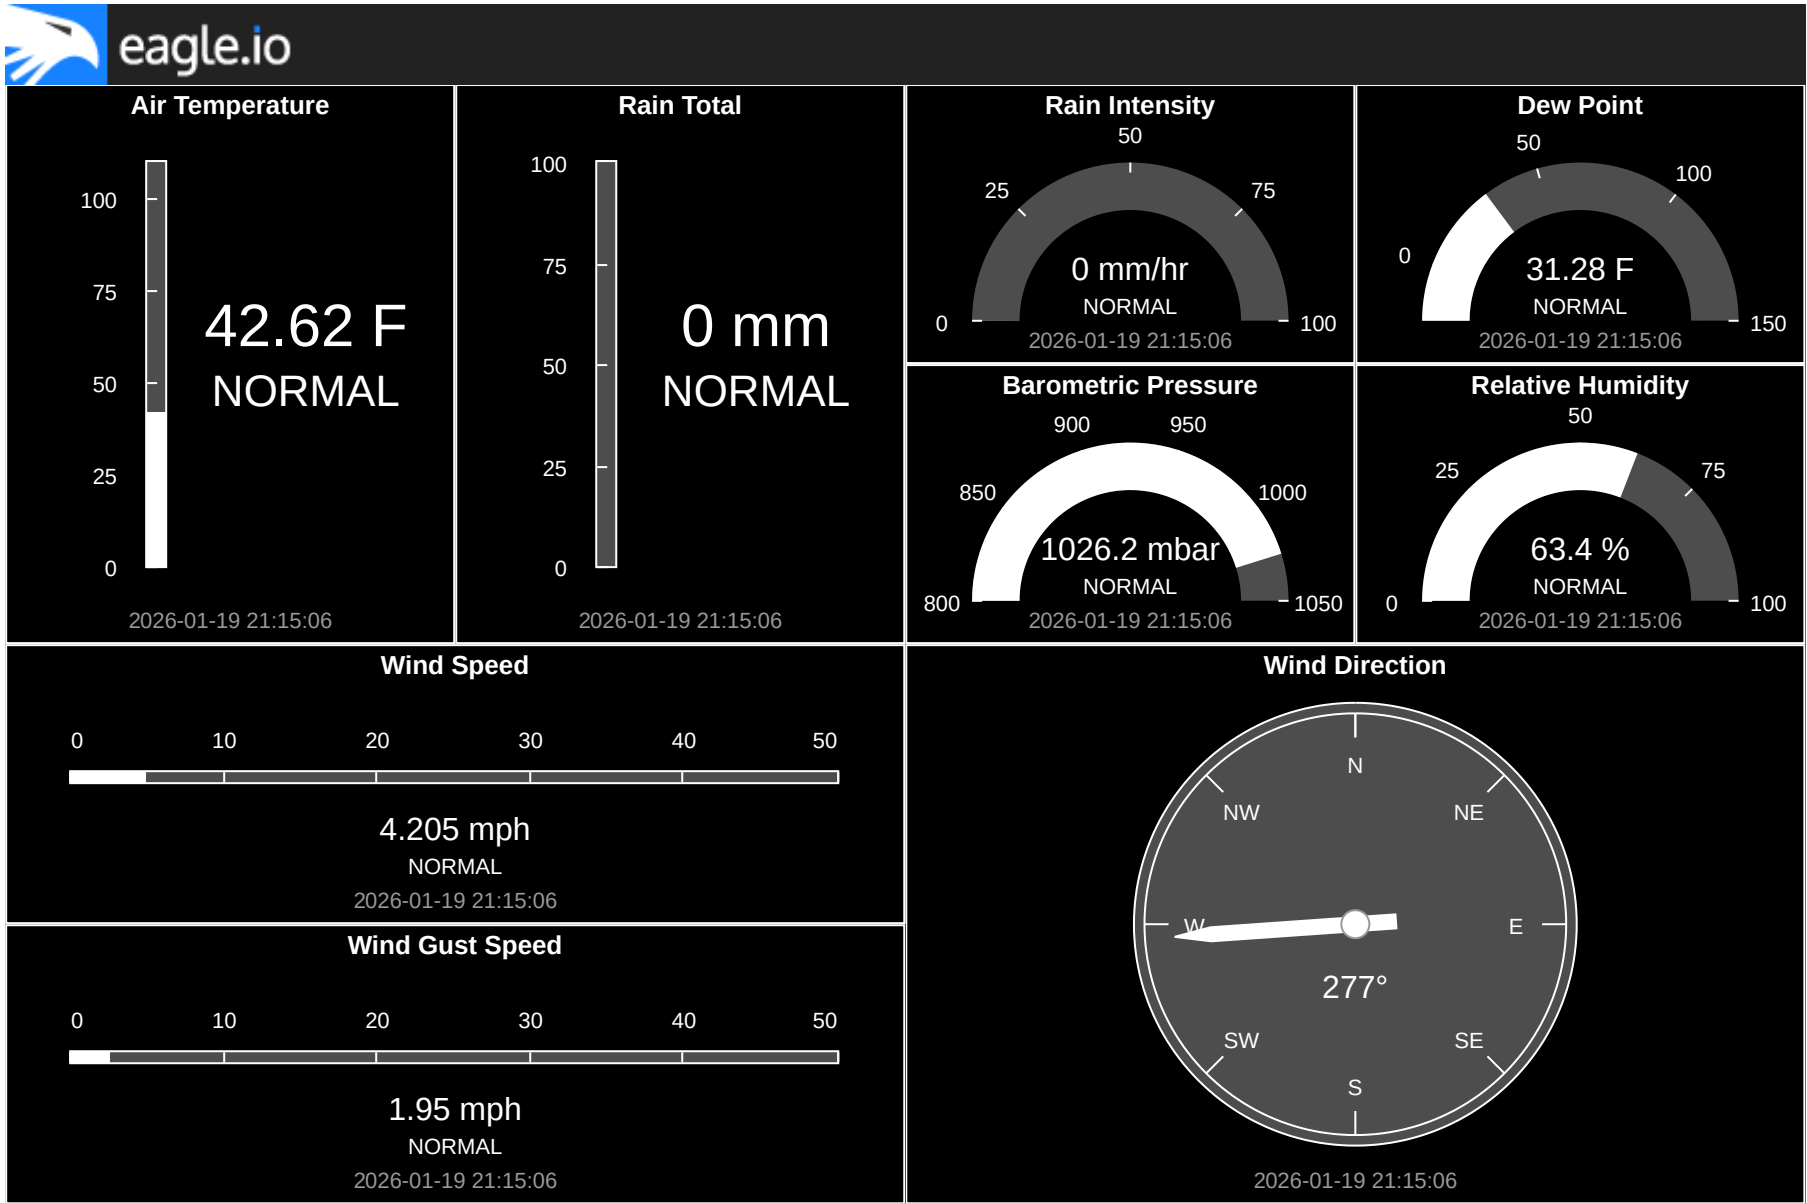 eagle.io
Air Temperature
100
75
50
25
0
42.62 F
NORMAL
2026-01-19 21:15:06
Rain Total
100
75
50
25
0
0 mm
NORMAL
2026-01-19 21:15:06
Rain Intensity
0
25
50
75
100
0 mm/hr
NORMAL
2026-01-19 21:15:06
Dew Point
0
50
100
150
31.28 F
NORMAL
2026-01-19 21:15:06
Barometric Pressure
800
850
900
950
1000
1050
1026.2 mbar
NORMAL
2026-01-19 21:15:06
Relative Humidity
0
25
50
75
100
63.4 %
NORMAL
2026-01-19 21:15:06
Wind Speed
0 10 20 30 40 50
4.205 mph
NORMAL
2026-01-19 21:15:06
Wind Gust Speed
0 10 20 30 40 50
1.95 mph
NORMAL
2026-01-19 21:15:06
Wind Direction
N
NW NE
W E
277°
SW SE
S
2026-01-19 21:15:06